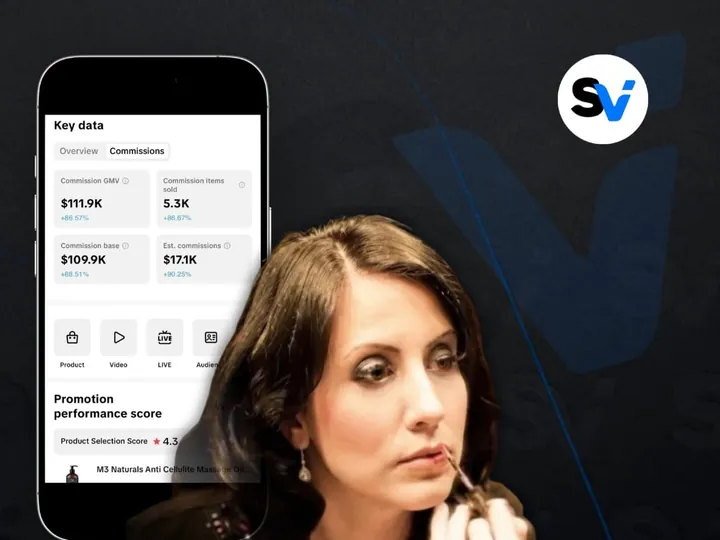 SV
Key data
Overview Commissions
Commission GMV
Commission items sold
$111.9K
5.3K
+86.57%
+86.87%
Commission base
Est. commissions
$109.9K
$17.1K
+88.51%
+90.25%
LIVE
Product Video LIVE
Promotion
performance score
Product Selection Score 4.3
M3 Naturals Anti Cellulite Massage